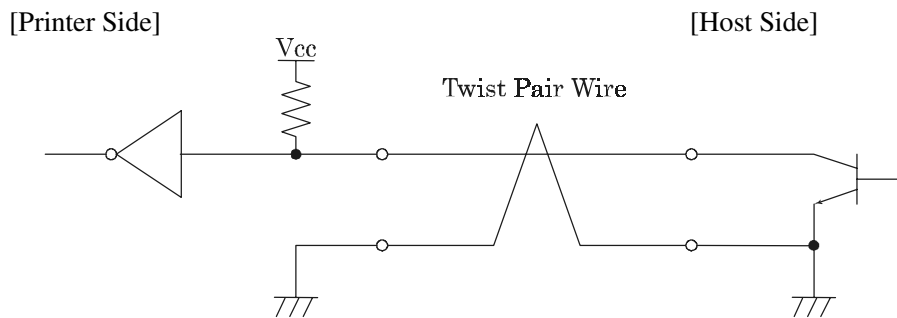 [Printer Side]
[Host Side]
Vcc
Twist Pair Wire